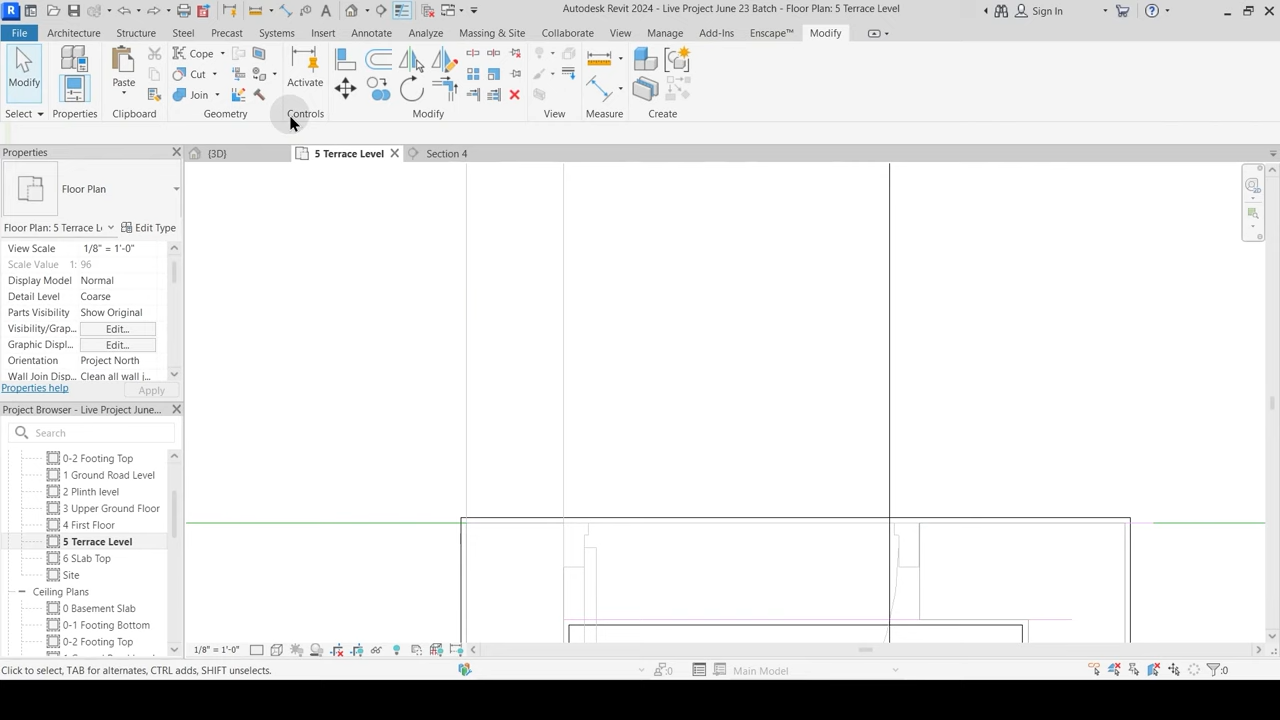 Autodesk Revit 2024 - Live Project June 23 Batch - Floor Plan: 5 Terrace Level
Sign In
File Architecture Structure Steel Precast Systems Insert Annotate Analyze Massing & Site Collaborate View Manage Add-Ins Enscape™ Modify
Cope
Cut
Join
Modify
Paste
Activate
Select Properties Clipboard Geometry Controls Modify View Measure Create
Properties
{3D}
5 Terrace Level
Section 4
Floor Plan
Floor Plan: 5 Terrace L
Edit Type
View Scale 1/8" = 1'-0"
Scale Value 1: 96
Display Model Normal
Detail Level Coarse
Parts Visibility Show Original
Visibility/Grap... Edit...
Graphic Displ... Edit...
Orientation Project North
Wall Join Disp... Clean all wall j...
Properties help
Apply
Project Browser - Live Project June...
Search
0-2 Footing Top
1 Ground Road Level
2 Plinth level
3 Upper Ground Floor
4 First Floor
5 Terrace Level
6 SLab Top
Site
Ceiling Plans
0 Basement Slab
0-1 Footing Bottom
0-2 Footing Top
1/8" = 1'-0"
Click to select, TAB for alternates, CTRL adds, SHIFT unselects.
:0
Main Model
:0